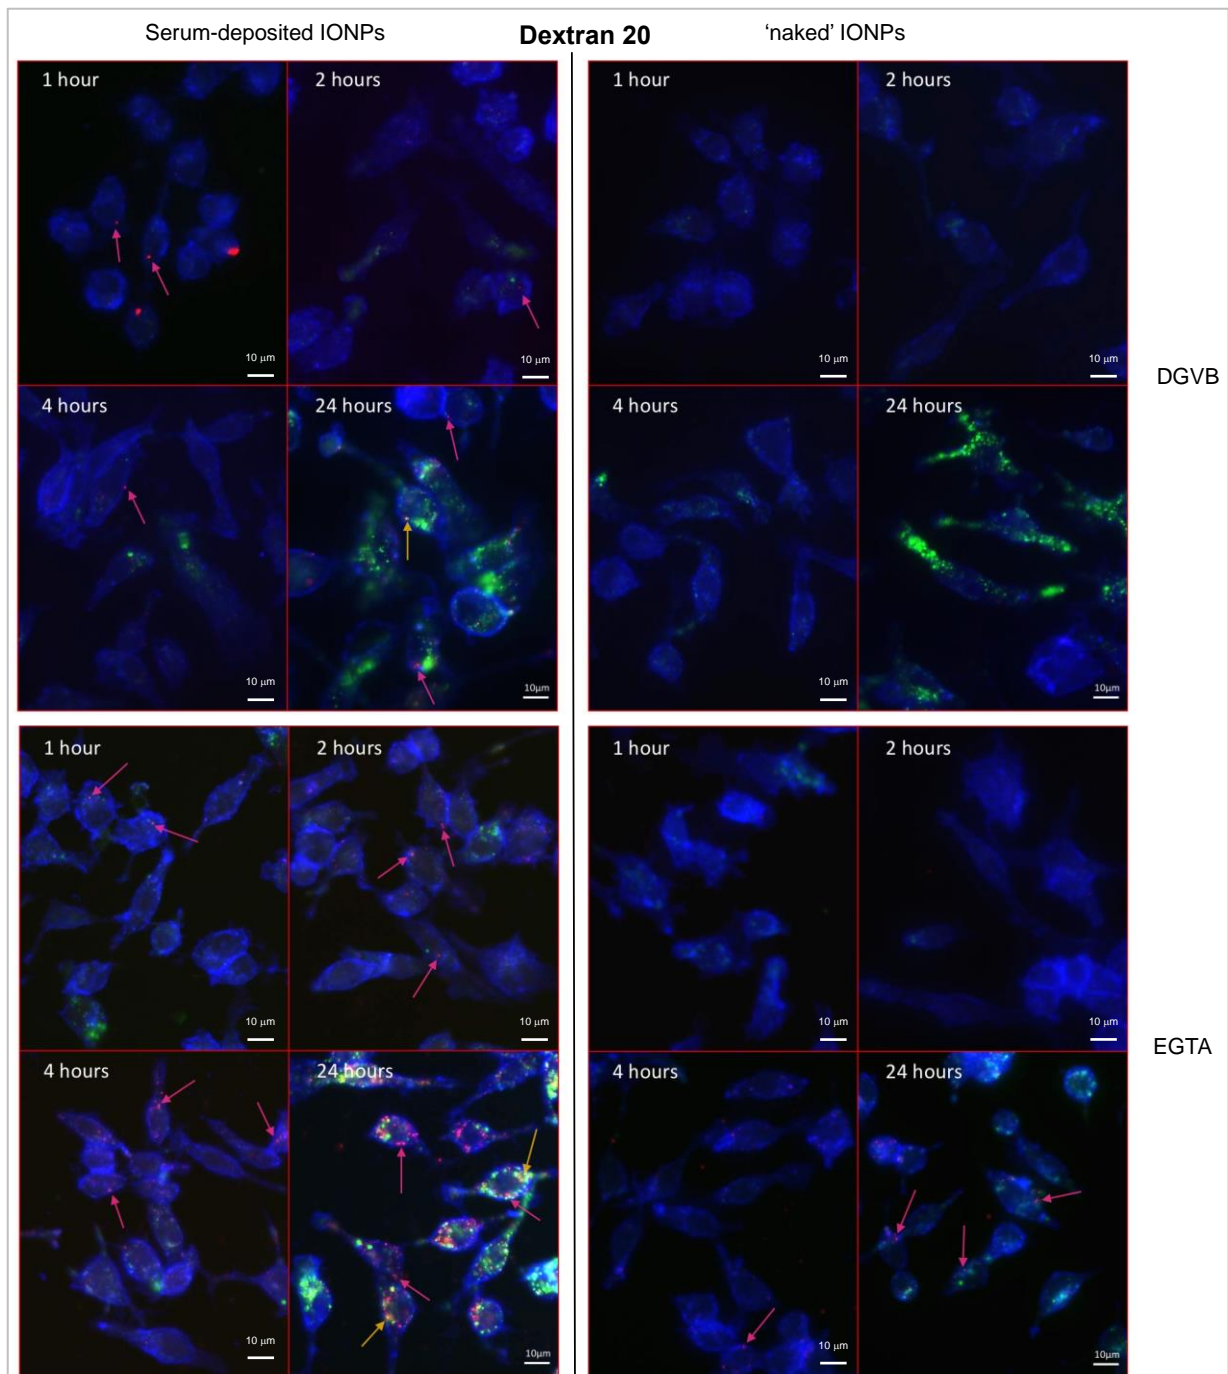 Serum-deposited IONPs Dextran 20 ‘naked’ IONPs
1 hour 2 hours 1 hour 2 hours
10 µm 10 µm 10 µm 10 µm
DGVB
4 hours 24 hours 4 hours 24 hours
10 µm 10µm 10 µm 10µm
1 hour 2 hours 1 hour 2 hours
10 µm 10 µm 10 µm 10 µm
EGTA
4 hours 24 hours 4 hours 24 hours
10 µm 10µm 10 µm 10µm